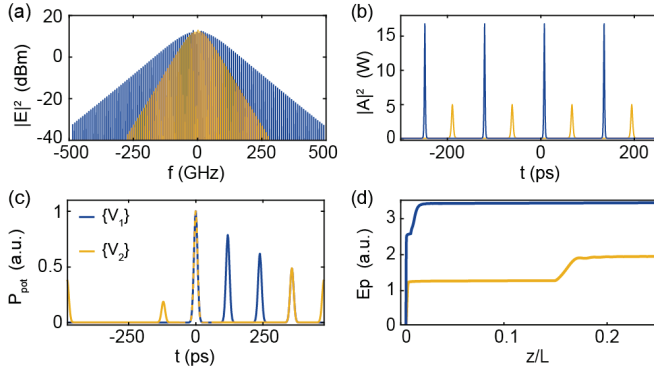 (a)
|E|² (dBm)
20
0
-20
-40
-500
-250
0
250
500
f (GHz)
(b)
|A|² (W)
15
10
5
0
-200
0
200
t (ps)
(c)
P_pot (a.u.)
1
0.5
0
{V₁}
{V₂}
-250
0
250
t (ps)
(d)
Ep (a.u.)
3
2
1
0
0
0.1
0.2
z/L